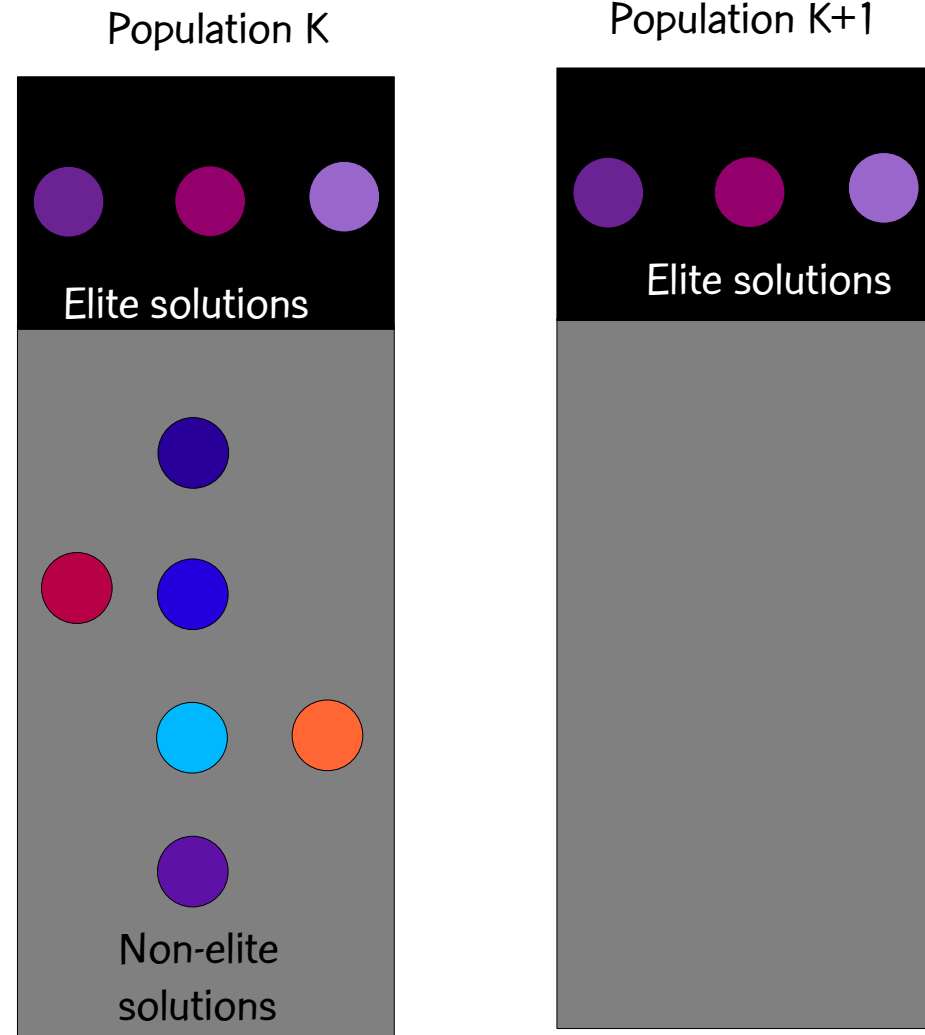 Population K
Population K+1
Elite solutions
Elite solutions
Non-elite
solutions